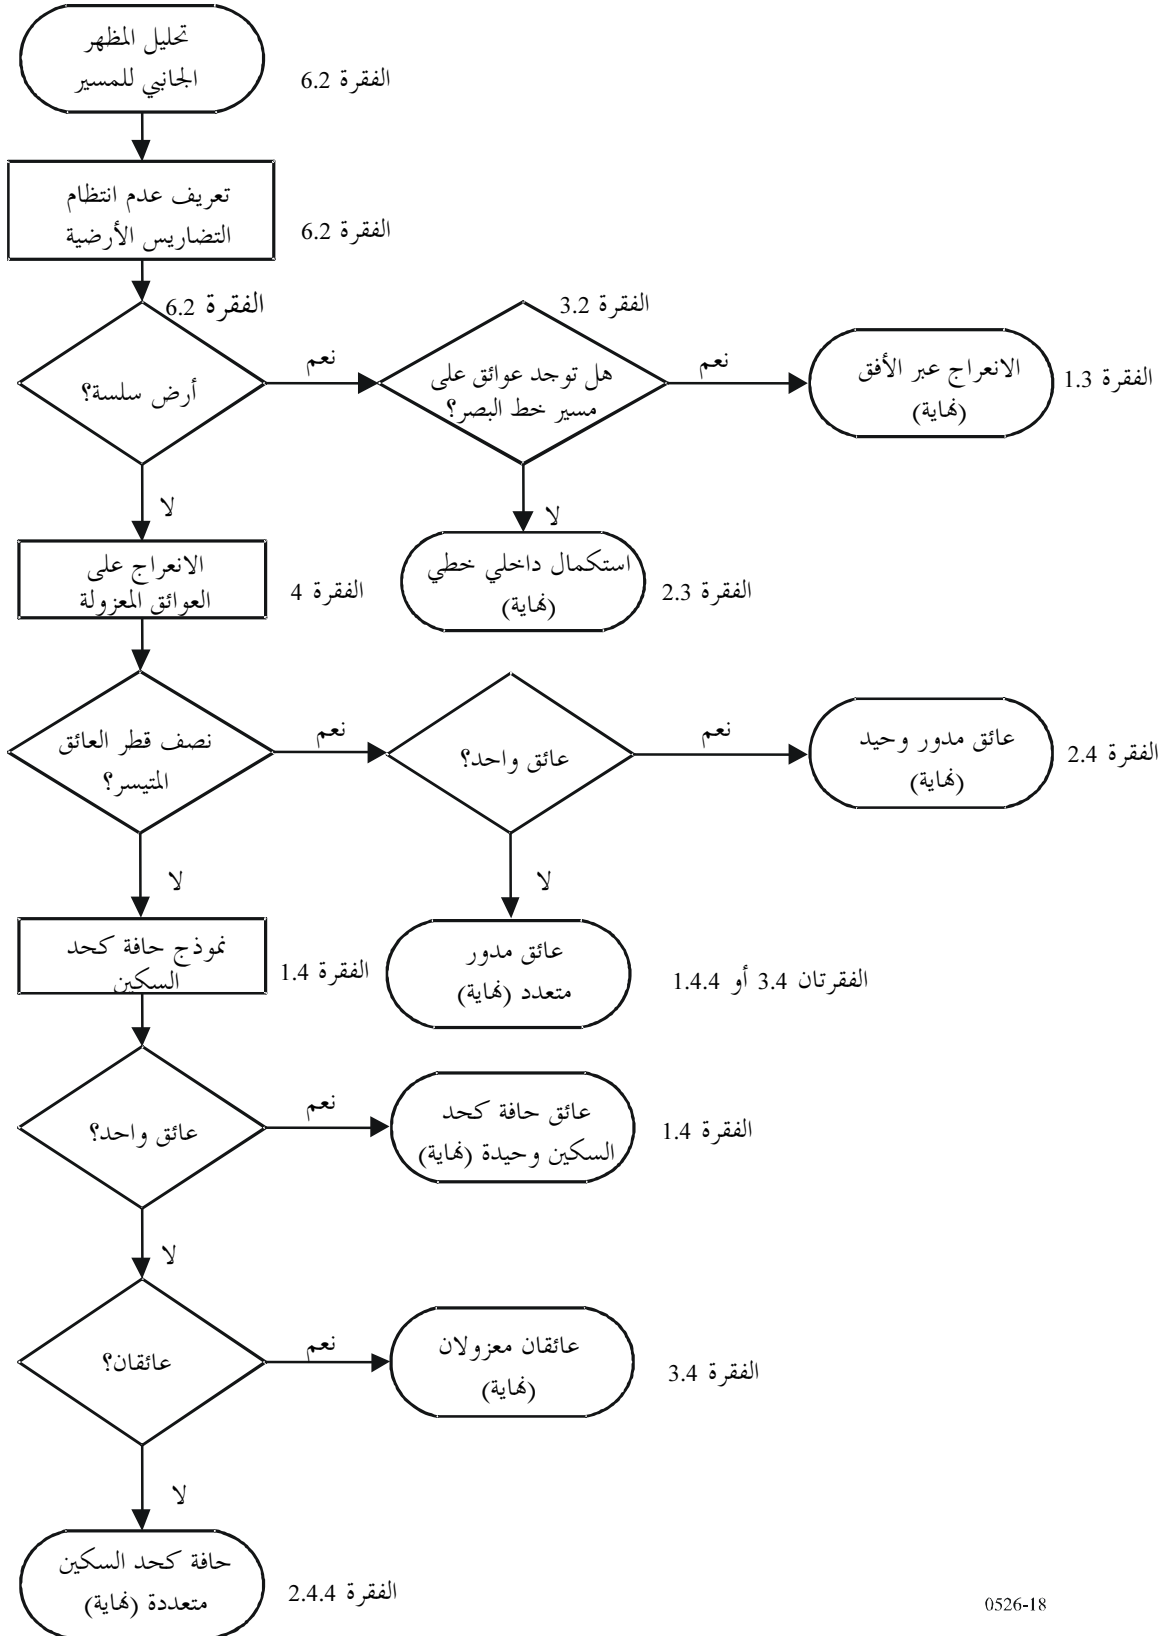 تحليل المظهر
الجانبي للمسير
الفقرة 6.2
تعريف عدم انتظام
التضاريس الأرضية
الفقرة 6.2
الفقرة 6.2
أرض سلسة؟
نعم
الفقرة 3.2
هل توجد عوائق على
مسير خط البصر؟
نعم
الانعراج عبر الأفق
(نهاية)
الفقرة 1.3
لا
لا
الانعراج على
العوائق المعزولة
الفقرة 4
استكمال داخلي خطي
(نهاية)
الفقرة 2.3
نصف قطر العائق
المتيسر؟
نعم
عائق واحد؟
نعم
عائق مدور وحيد
(نهاية)
الفقرة 2.4
لا
لا
نموذج حافة كحد
السكين
الفقرة 1.4
عائق مدور
متعدد (نهاية)
الفقرتان 3.4 أو 1.4.4
عائق واحد؟
نعم
عائق حافة كحد
السكين وحيدة (نهاية)
الفقرة 1.4
لا
عائقان؟
نعم
عائقان معزولان
(نهاية)
الفقرة 3.4
لا
حافة كحد السكين
متعددة (نهاية)
الفقرة 2.4.4
0526-18